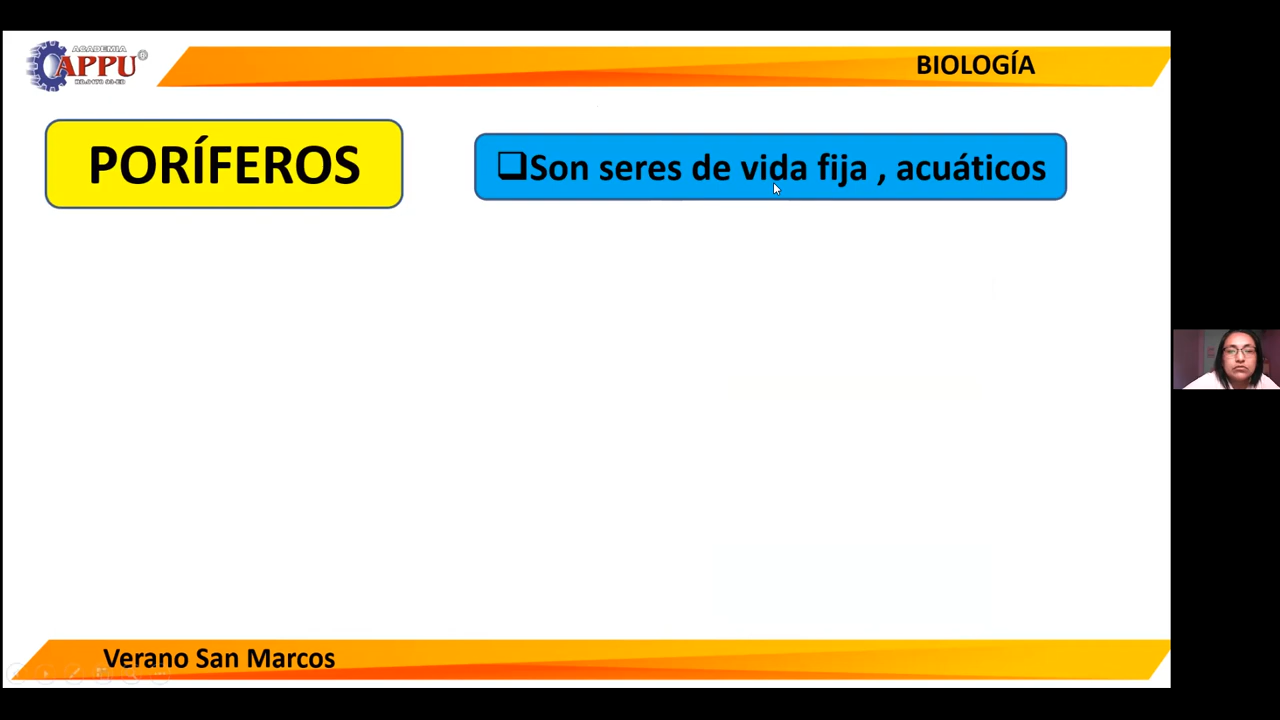 ACADEMIA
APPU
BIOLOGÍA
PORÍFEROS
Son seres de vida fija , acuáticos
Verano San Marcos